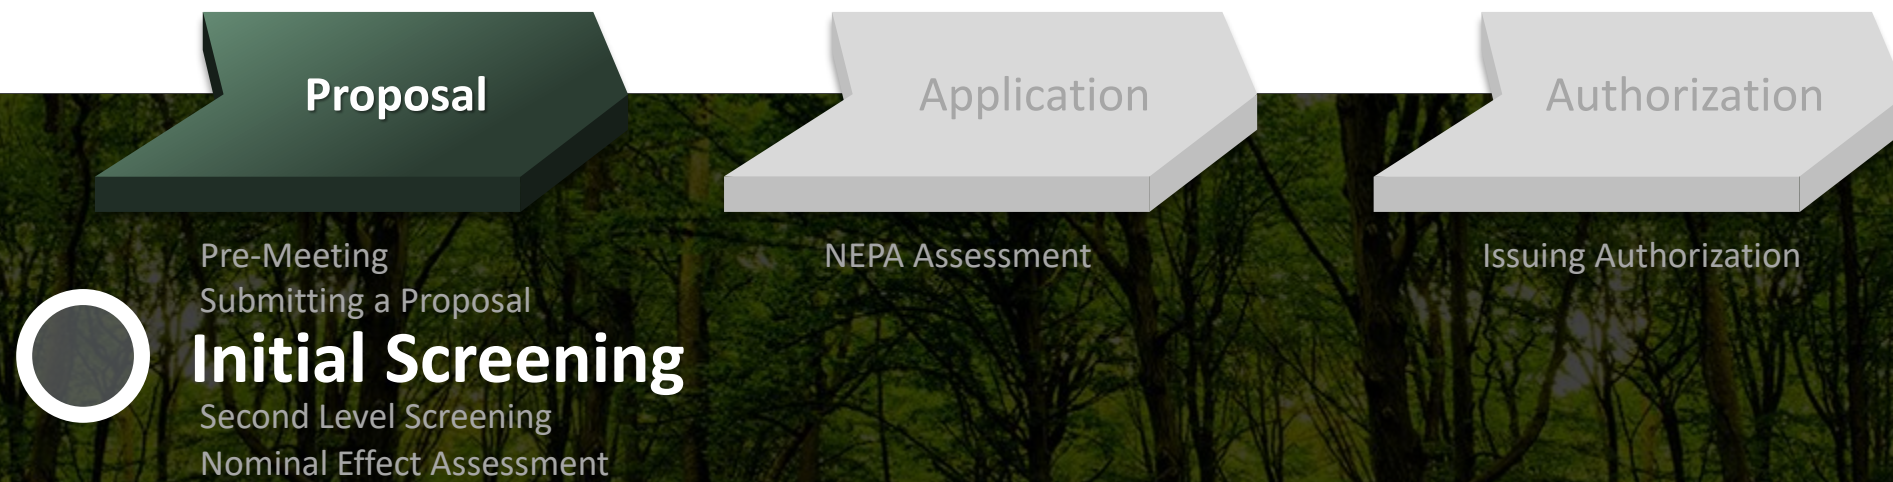 Proposal
Application
Authorization
Pre-Meeting
NEPA Assessment
Issuing Authorization
Submitting a Proposal
Initial Screening
Second Level Screening
Nominal Effect Assessment